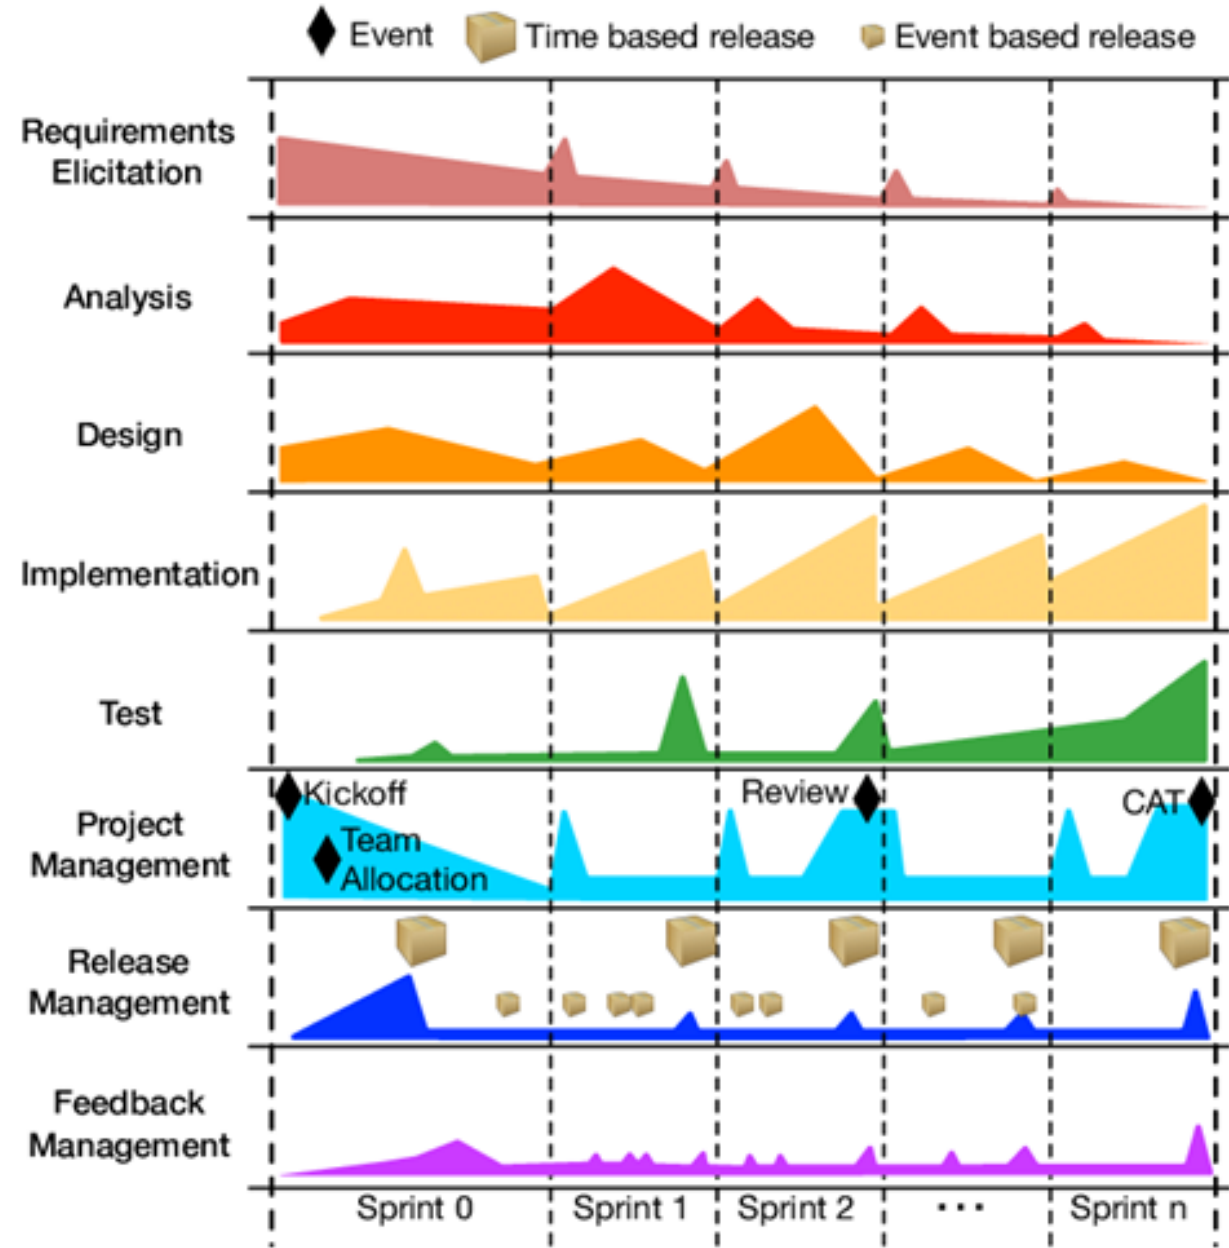 Event
Time based release
Event based release
Requirements
Elicitation
Analysis
Design
Implementation
Test
Project
Management
Kickoff
Team
Allocation
Review
CAT
Release
Management
Feedback
Management
Sprint 0
Sprint 1
Sprint 2
...
Sprint n